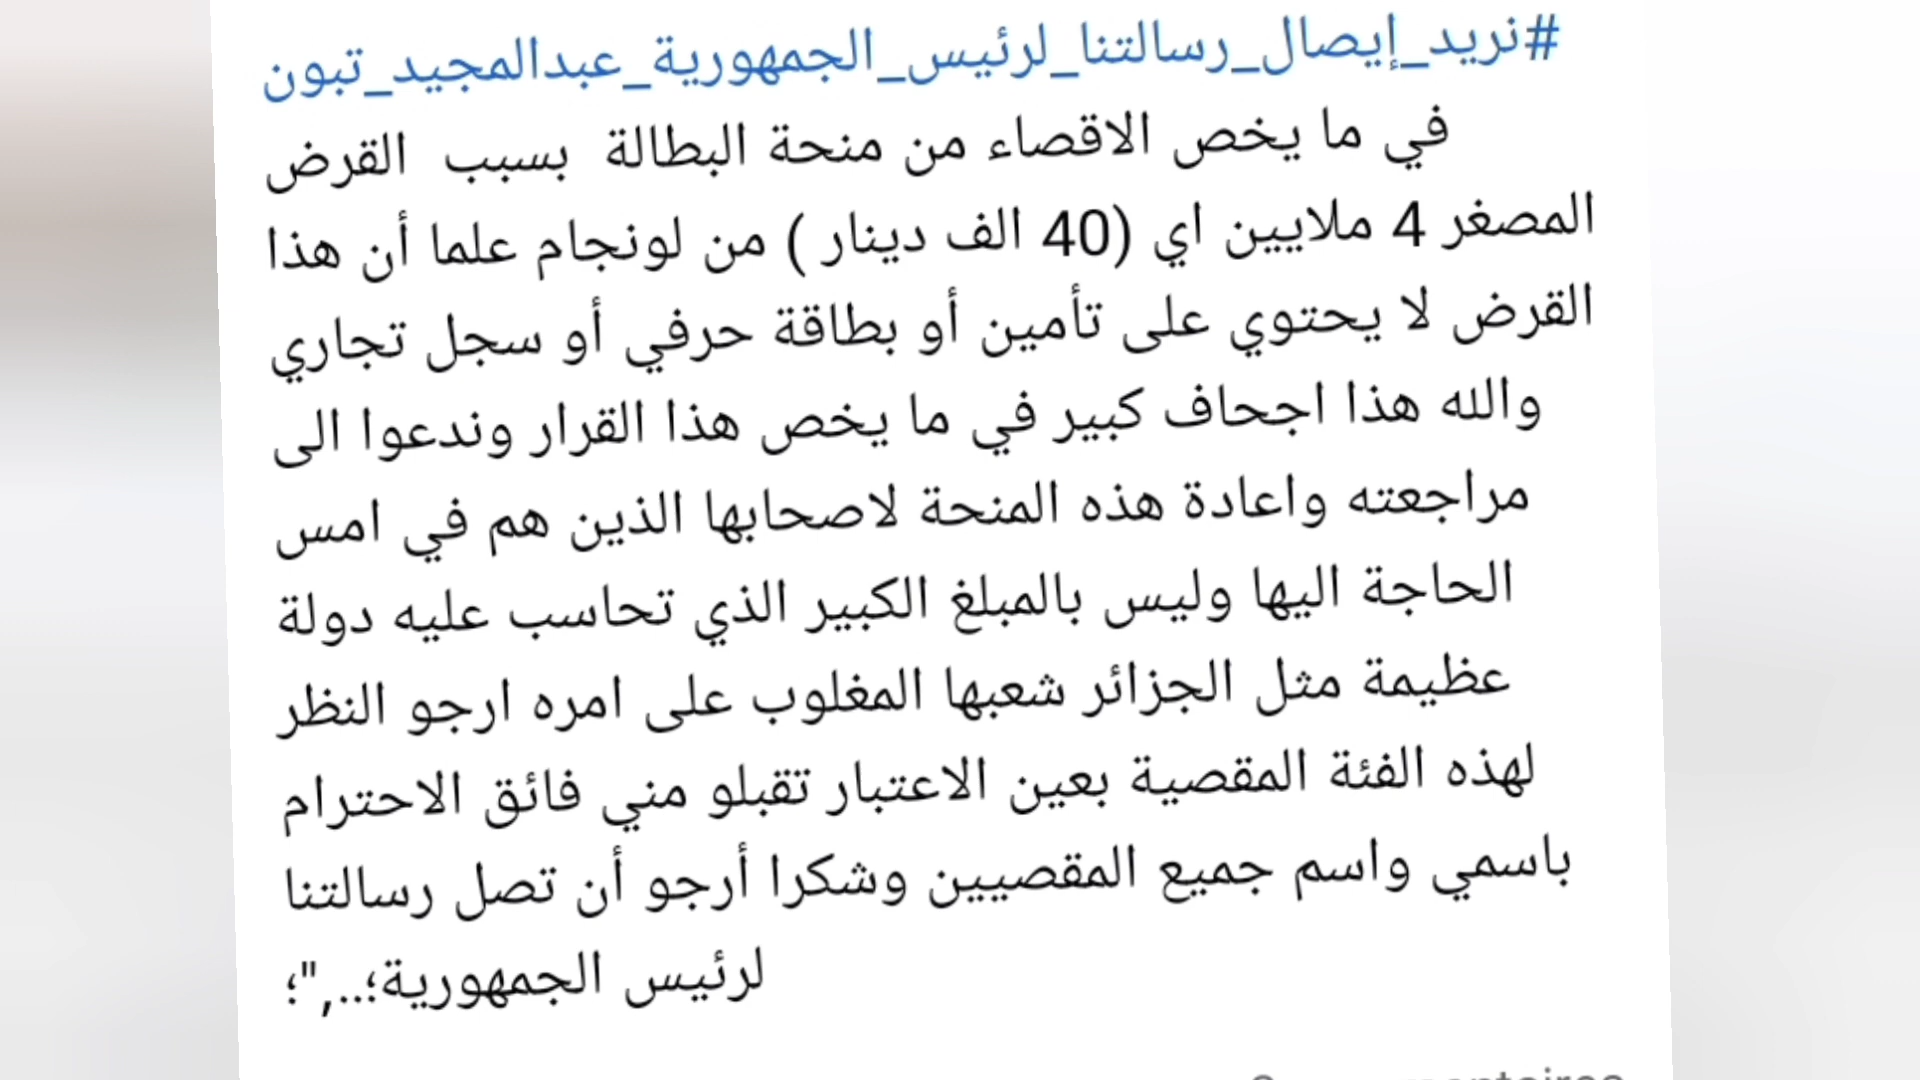 #نريد_إيصال_رسالتنا_لرئيس_الجمهورية_عبدالمجيد_تبون
في ما يخص الاقصاء من منحة البطالة بسبب القرض
المصغر 4 ملايين اي (40 الف دينار ) من لونجام علما أن هذا
القرض لا يحتوي على تأمين أو بطاقة حرفي أو سجل تجاري
والله هذا اجحاف كبير في ما يخص هذا القرار وندعوا الى
مراجعته واعادة هذه المنحة لاصحابها الذين هم في امس
الحاجة اليها وليس بالمبلغ الكبير الذي تحاسب عليه دولة
عظيمة مثل الجزائر شعبها المغلوب على امره ارجو النظر
لهذه الفئة المقصية بعين الاعتبار تقبلو مني فائق الاحترام
باسمي واسم جميع المقصيين وشكرا أرجو أن تصل رسالتنا
لرئيس الجمهورية؛..,"؛